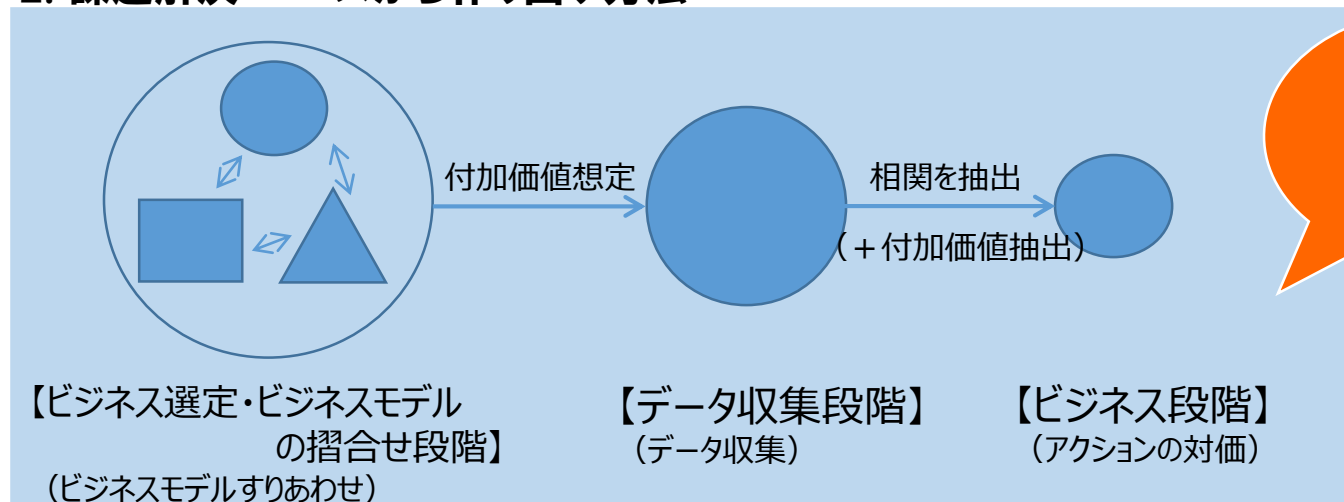 付加価値想定
相関を抽出
（＋付加価値抽出）
【ビジネス選定・ビジネスモデル
の摺合せ段階】
（ビジネスモデルすりあわせ）
【データ収集段階】
（データ収集）
【ビジネス段階】
（アクションの対価）